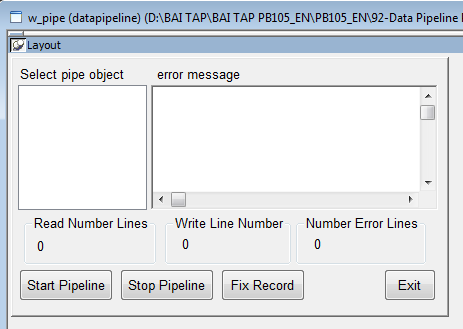 w_pipe (datapipeline) (D:\BAI TAP\BAI TAP PB105_EN\PB105_EN\92-Data Pipeline
Layout
Select pipe object error message
Read Number Lines Write Line Number Number Error Lines
0 0 0
Start Pipeline Stop Pipeline Fix Record Exit